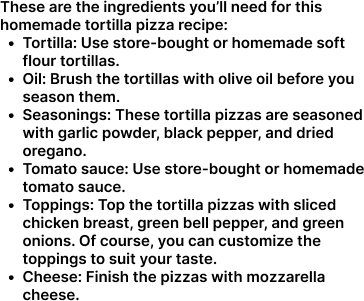 These are the ingredients you’ll need for this
homemade tortilla pizza recipe:
• Tortilla: Use store-bought or homemade soft
flour tortillas.
• Oil: Brush the tortillas with olive oil before you
season them.
• Seasonings: These tortilla pizzas are seasoned
with garlic powder, black pepper, and dried
oregano.
• Tomato sauce: Use store-bought or homemade
tomato sauce.
• Toppings: Top the tortilla pizzas with sliced
chicken breast, green bell pepper, and green
onions. Of course, you can customize the
toppings to suit your taste.
• Cheese: Finish the pizzas with mozzarella
cheese.